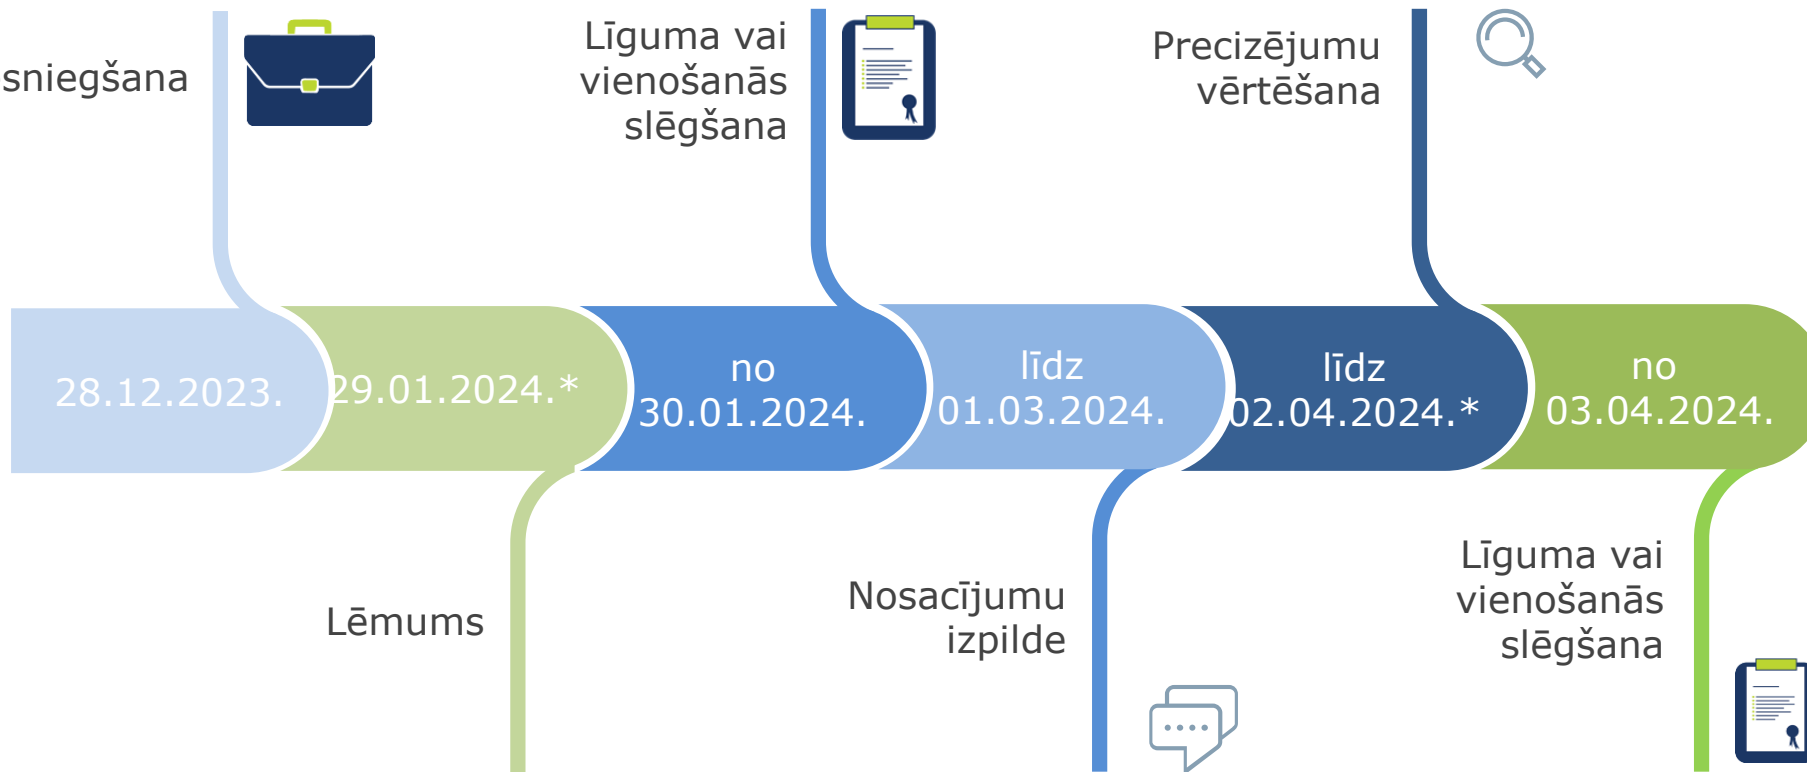 sniegšana
Līguma vai
vienošanās
slēgšana
Precizējumu
vērtēšana
28.12.2023.
29.01.2024.*
no
30.01.2024.
līdz
01.03.2024.
līdz
02.04.2024.*
no
03.04.2024.
Lēmums
Nosacījumu
izpilde
Līguma vai
vienošanās
slēgšana